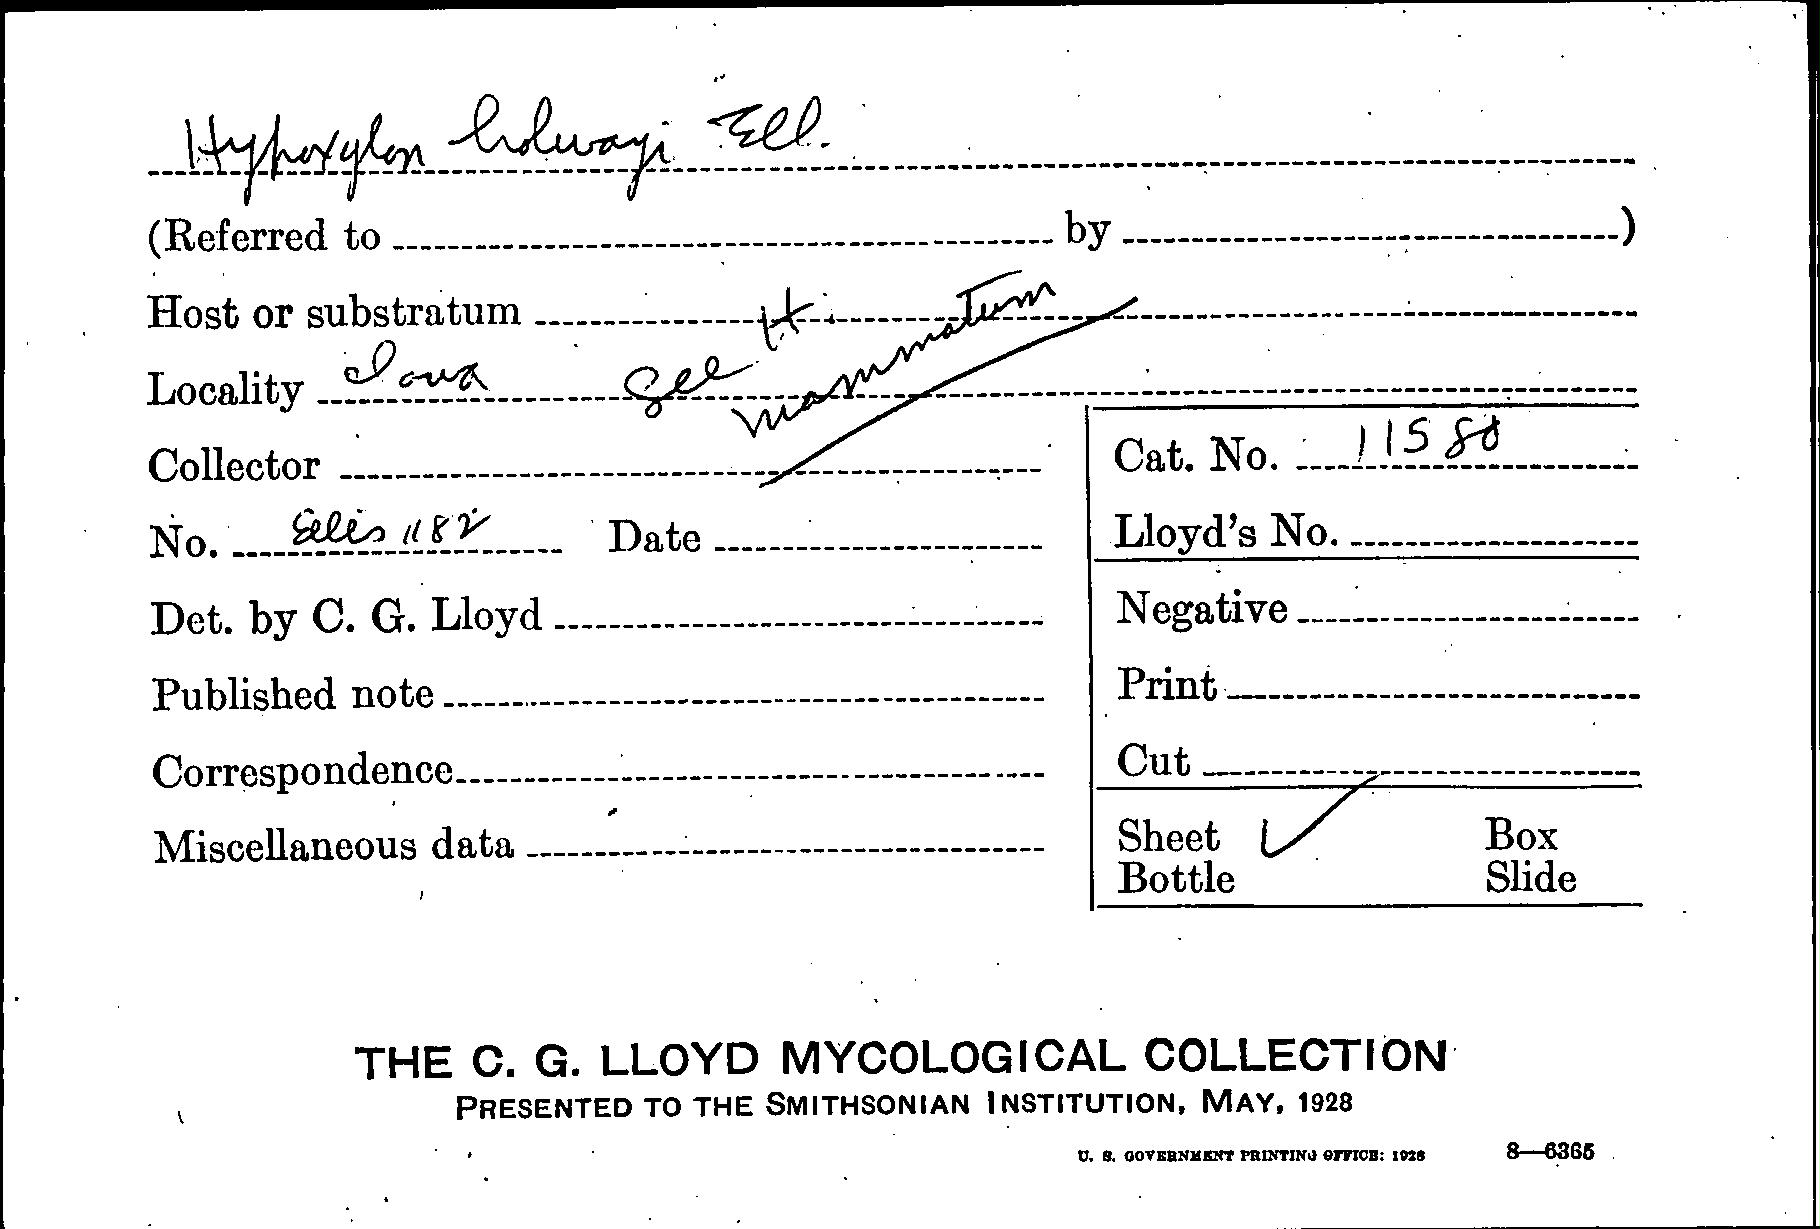 Hypoxylon holwayi Ell.
(Referred to by )
Host or substratum
Locality Iowa See H. mammatum
Collector
No. Ellis 1182 Date
Det. by C. G. Lloyd
Published note
Correspondence
Miscellaneous data
Cat. No. 11580
Lloyd's No.
Negative
Print
Cut
Sheet ✓ Box
Bottle Slide
THE C. G. LLOYD MYCOLOGICAL COLLECTION
PRESENTED TO THE SMITHSONIAN INSTITUTION, MAY, 1928
U. S. GOVERNMENT PRINTING OFFICE: 1928 8—6365